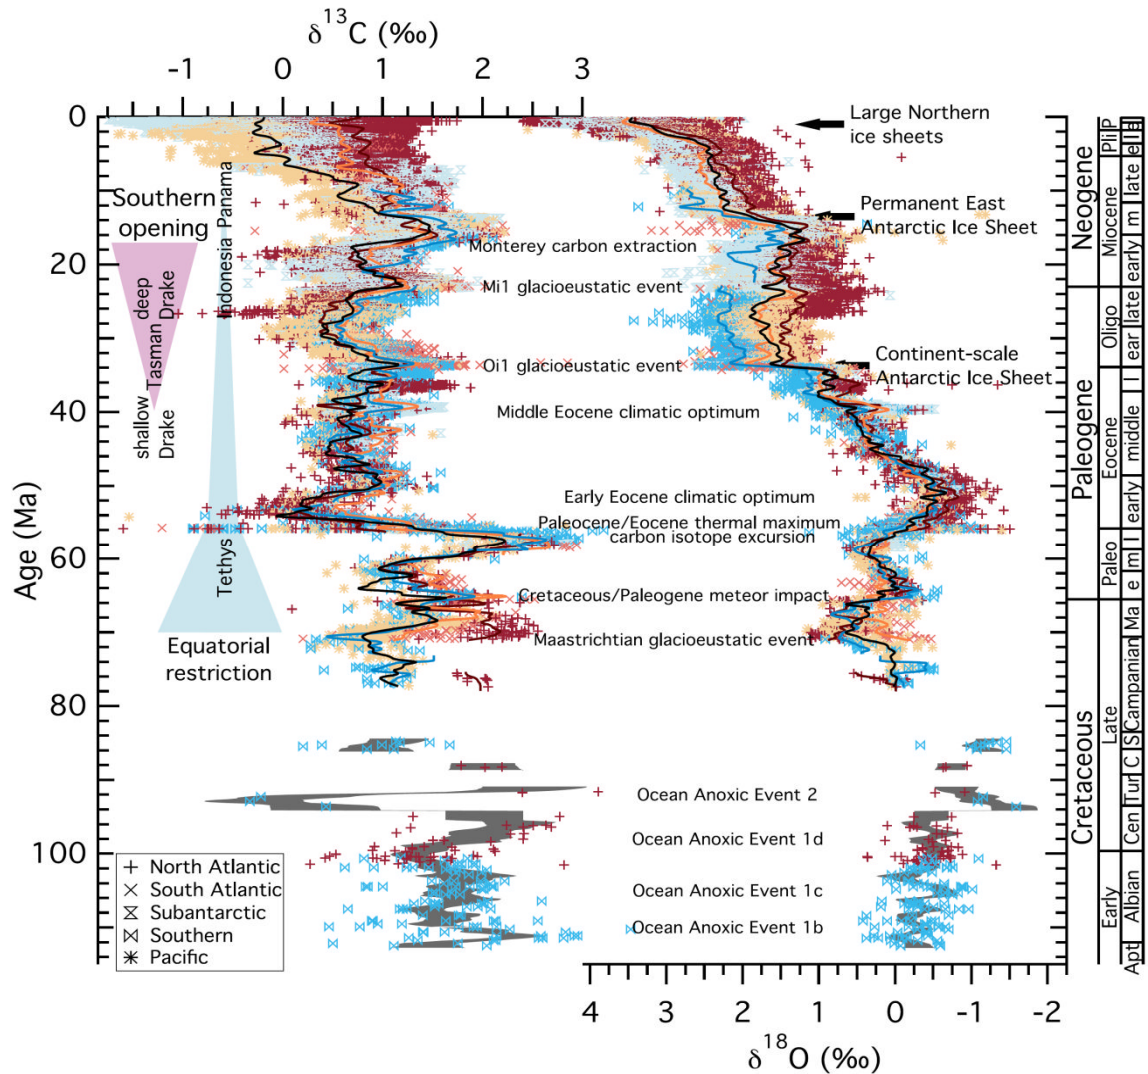 δ13C (‰)
-1 0 1 2 3
0
20
40
60
80
100
Age (Ma)
Southern
opening
Tasman deep
Drake
shallow
Drake
Indonesia Panama
Tethys
Equatorial
restriction
Large Northern
ice sheets
Permanent East
Antarctic Ice Sheet
Monterey carbon extraction
Mi1 glacioeustatic event
Oi1 glacioeustatic event
Continent-scale
Antarctic Ice Sheet
Middle Eocene climatic optimum
Early Eocene climatic optimum
Paleocene/Eocene thermal maximum
carbon isotope excursion
Cretaceous/Paleogene meteor impact
Maastrichtian glacioeustatic event
Ocean Anoxic Event 2
Ocean Anoxic Event 1d
Ocean Anoxic Event 1c
Ocean Anoxic Event 1b
North Atlantic
South Atlantic
Subantarctic
Southern
Pacific
Neogene
Paleogene
Cretaceous
Pli P
Miocene
Oligo
Eocene
Paleo
Late
Early
early m late
ear late
early middle l
e m l
Ma
Campanian
S
C
Tur
Cen
Albian
Apt
4 3 2 1 0 -1 -2
δ18O (‰)